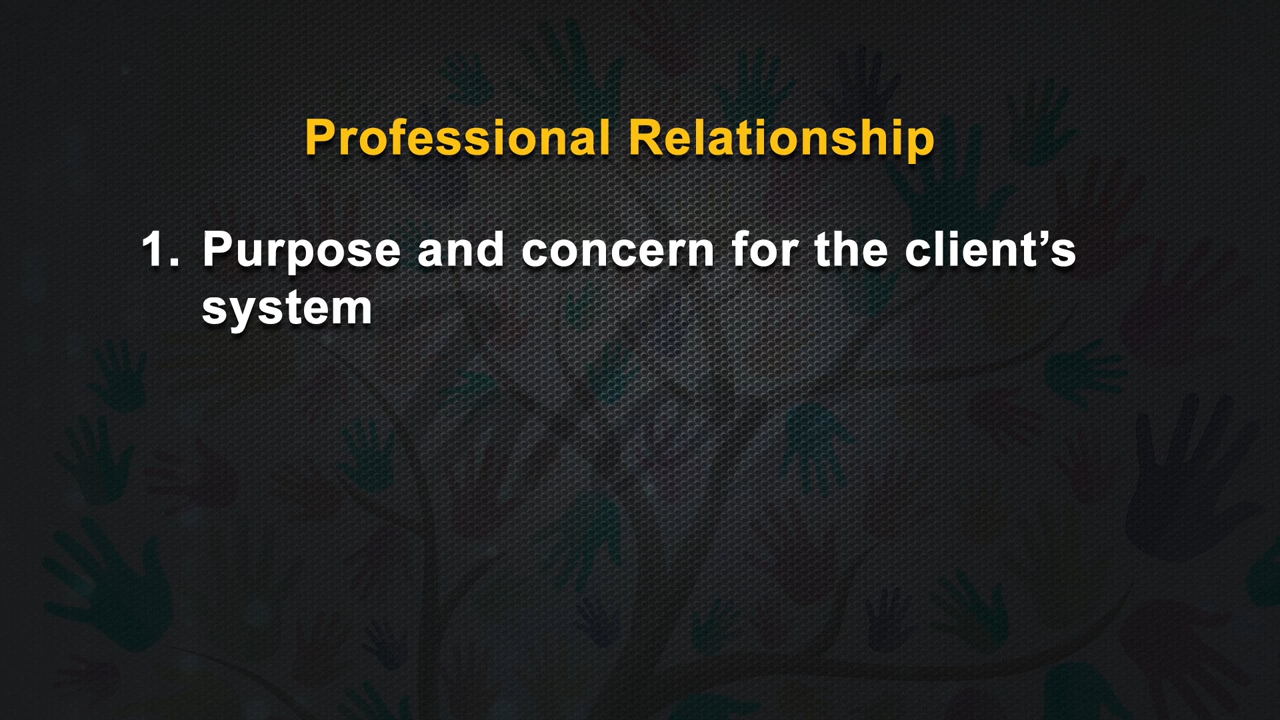 Professional Relationship
1. Purpose and concern for the client’s
system